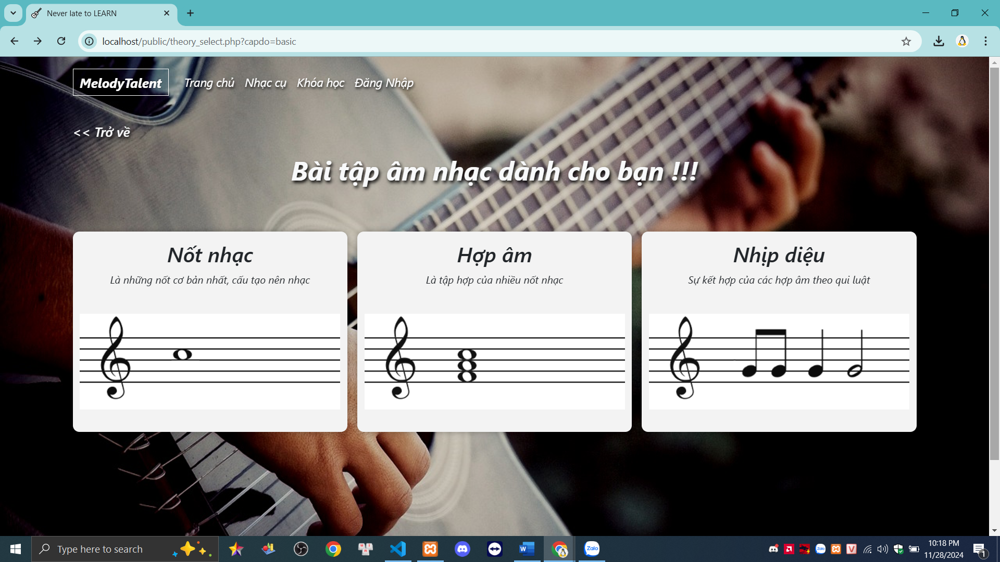 Never late to LEARN
localhost/public/theory_select.php?capdo=basic
MelodyTalent Trang chủ Nhạc cụ Khóa học Đăng Nhập
<< Trở về
Bài tập âm nhạc dành cho bạn !!!
Nốt nhạc
Là những nốt cơ bản nhất, cấu tạo nên nhạc
Hợp âm
Là tập hợp của nhiều nốt nhạc
Nhịp diệu
Sự kết hợp của các hợp âm theo qui luật
Type here to search
Zalo
10:18 PM
11/28/2024
1